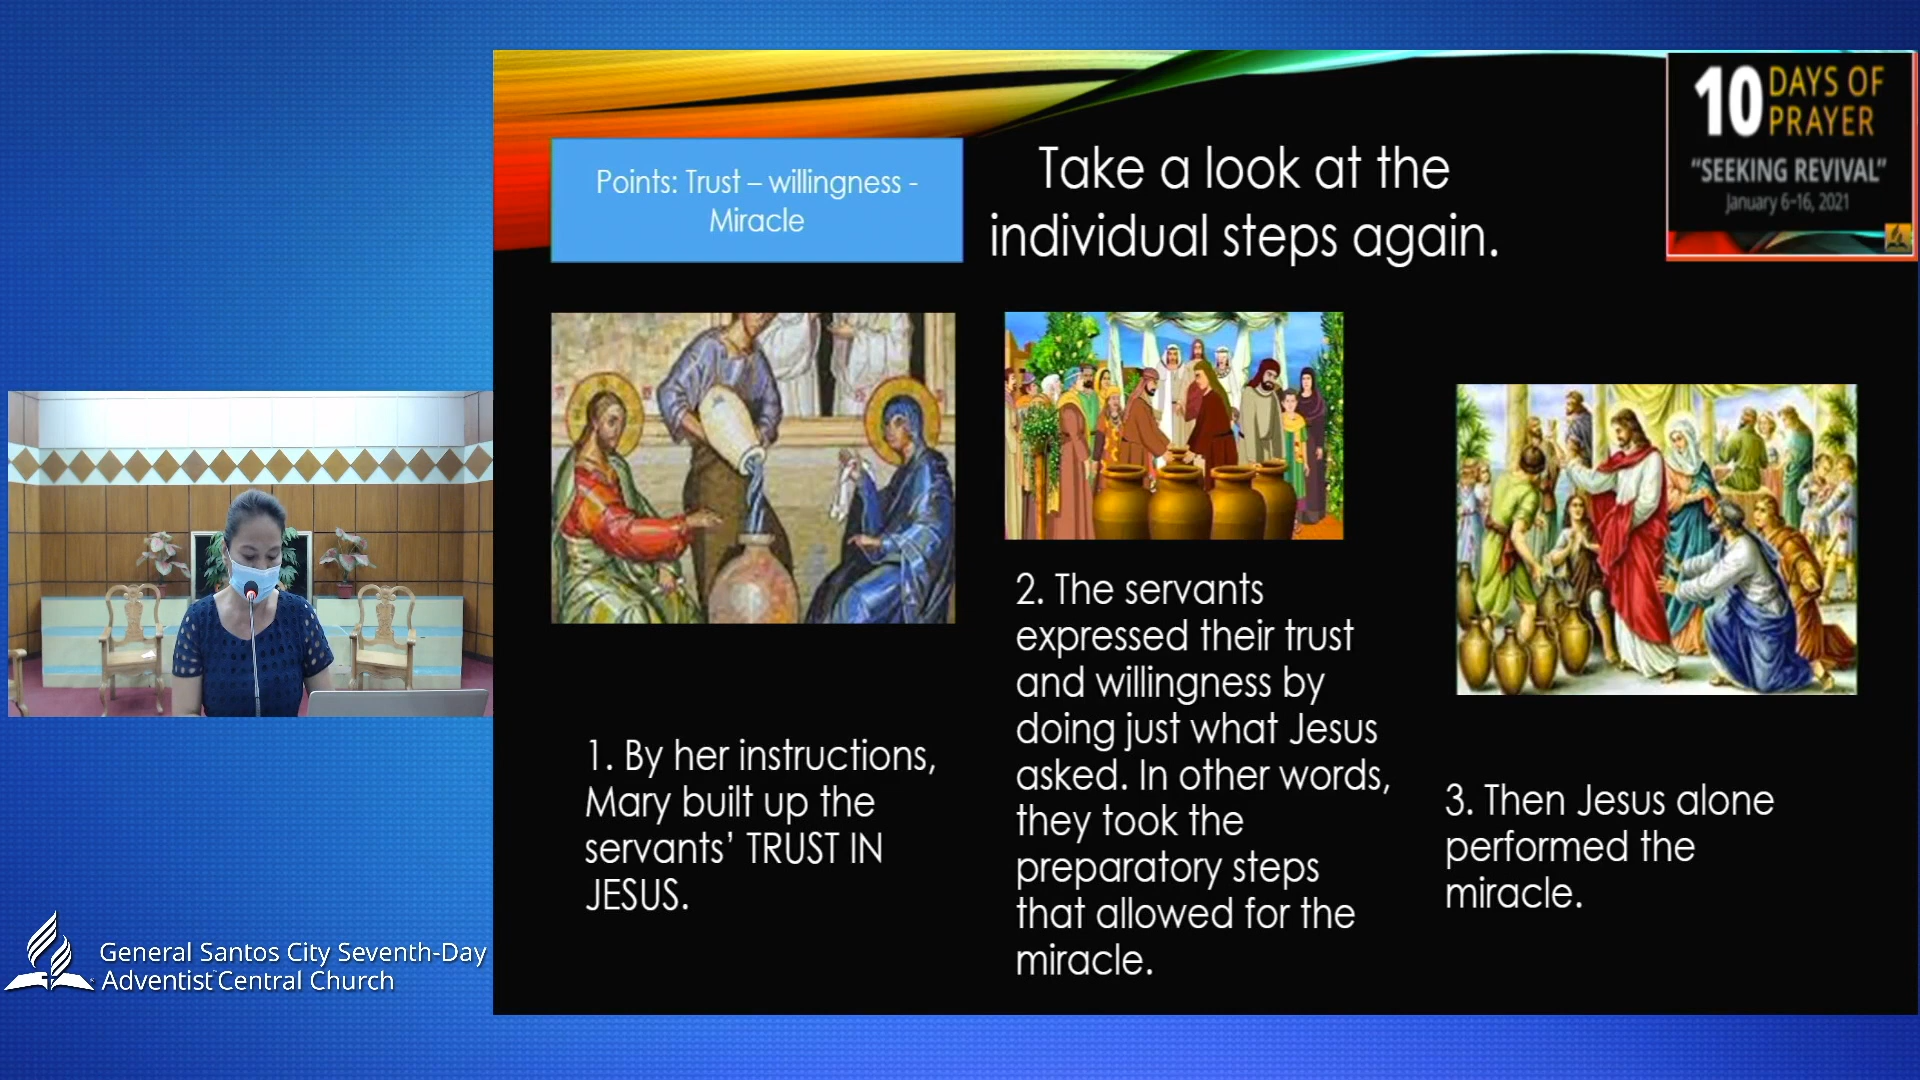 Points: Trust – willingness -
Miracle
Take a look at the
individual steps again.
10 DAYS OF
PRAYER
“SEEKING REVIVAL”
January 6-16, 2021
1. By her instructions,
Mary built up the
servants’ TRUST IN
JESUS.
2. The servants
expressed their trust
and willingness by
doing just what Jesus
asked. In other words,
they took the
preparatory steps
that allowed for the
miracle.
3. Then Jesus alone
performed the
miracle.
General Santos City Seventh-Day
Adventist Central Church